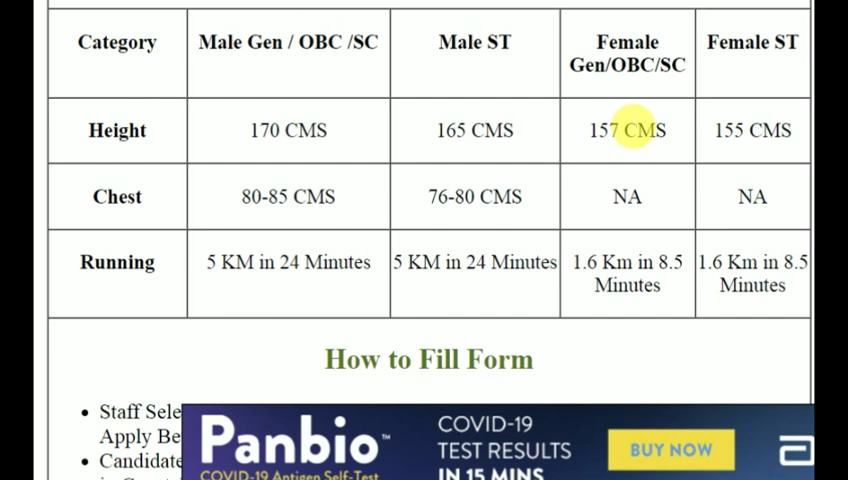 Category Male Gen / OBC /SC Male ST Female Gen/OBC/SC Female ST
Height 170 CMS 165 CMS 157 CMS 155 CMS
Chest 80-85 CMS 76-80 CMS NA NA
Running 5 KM in 24 Minutes 5 KM in 24 Minutes 1.6 Km in 8.5 Minutes 1.6 Km in 8.5 Minutes
How to Fill Form
Staff Sele
Apply Be
Candidate
Panbio™
COVID-19 Antigen Self-Test
COVID-19
TEST RESULTS
IN 15 MINS
BUY NOW